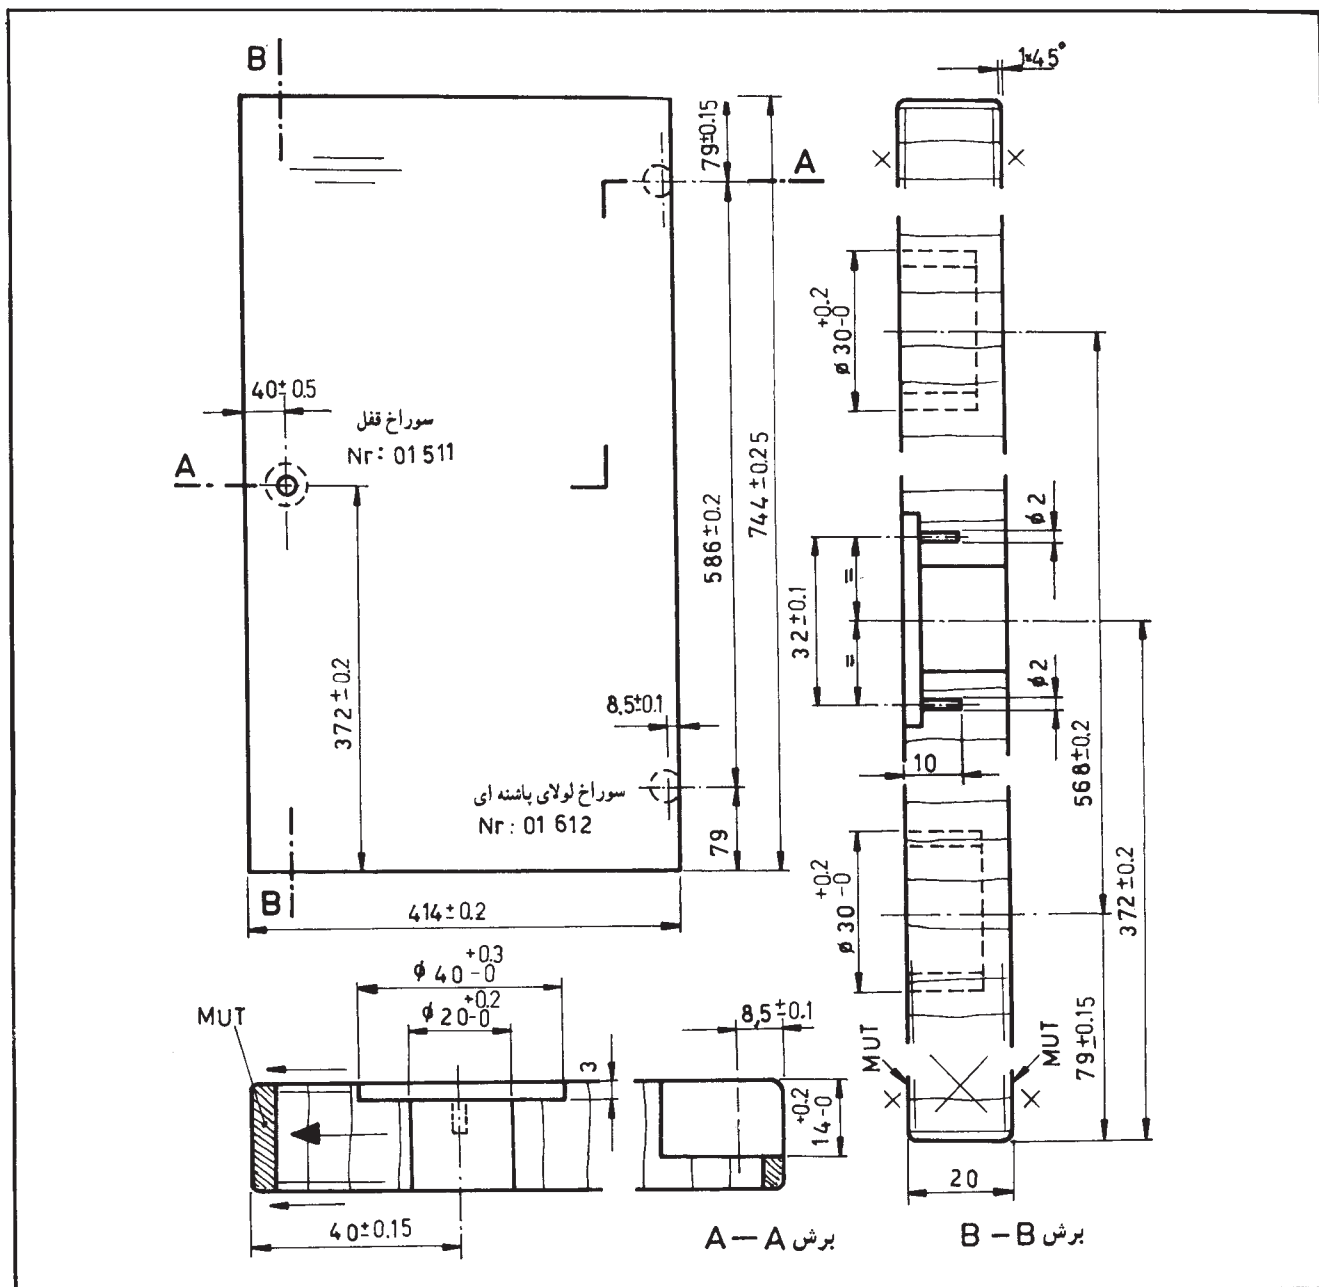 B
1×45°
79±0.15
A
40±0.5
سوراخ قفل
Nr: 01511
A
372±0.2
586±0.2
744±0.25
8,5±0.1
سوراخ لولای پاشنه ای
Nr: 01 612
79
B
414±0.2
ø 30 +0.2 -0
ø 2
32±0.1
=
=
ø 2
10
568±0.2
372±0.2
ø 30 +0.2 -0
79±0.15
MUT
MUT
20
برش B – B
MUT
ø 40 +0.3 -0
ø 20 +0.2 -0
3
8,5±0.1
14 +0.2 -0
40±0.15
برش A — A